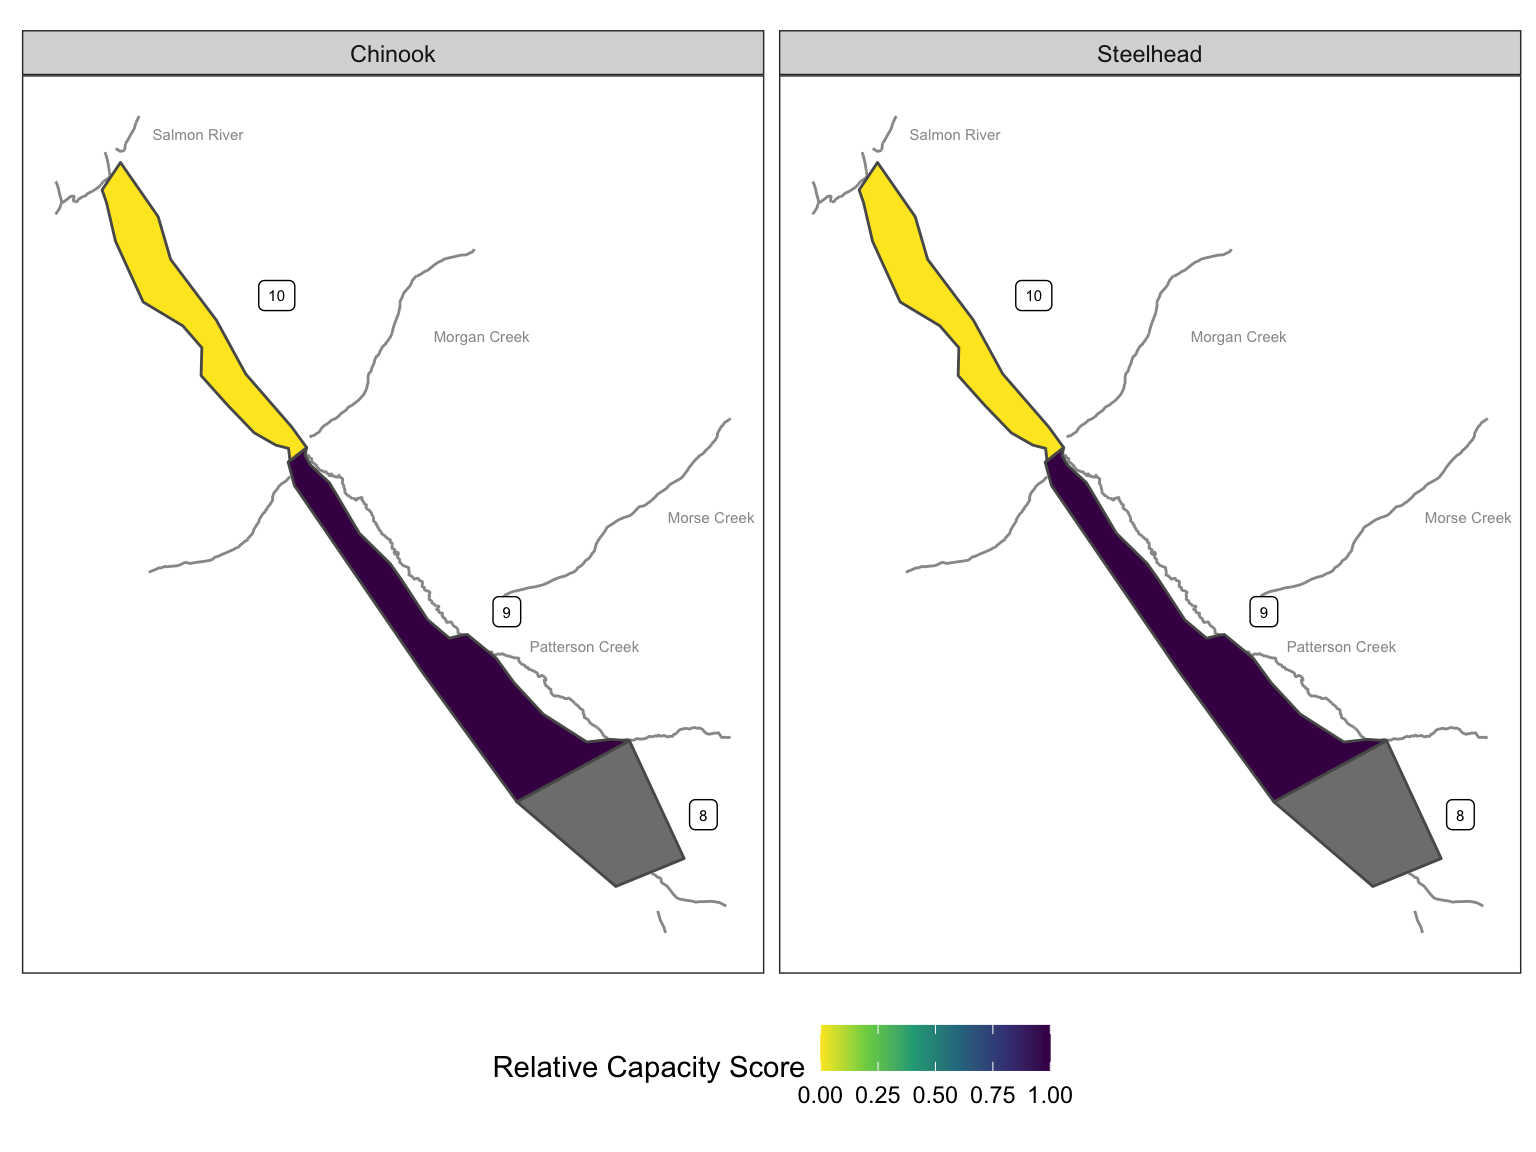 Chinook
Salmon River
10
Morgan Creek
Morse Creek
9
Patterson Creek
8
Steelhead
Salmon River
10
Morgan Creek
Morse Creek
9
Patterson Creek
8
Relative Capacity Score
0.00 0.25 0.50 0.75 1.00